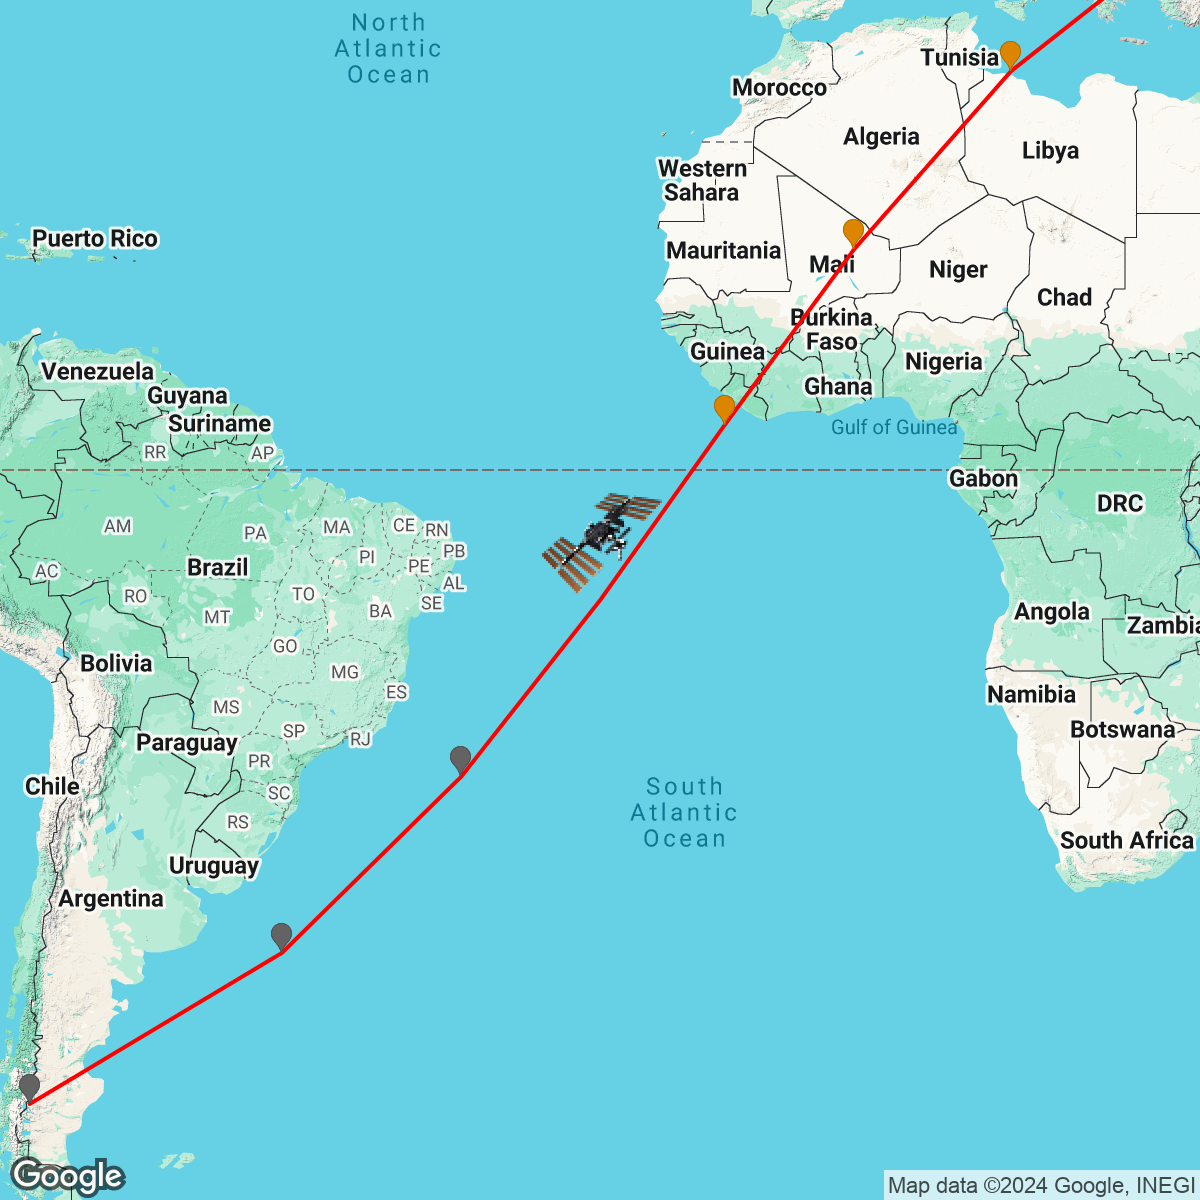 North
Atlantic
Ocean
Tunisia
Morocco
Algeria
Libya
Western
Sahara
Puerto Rico
Mauritania
Mali
Niger
Chad
Burkina
Faso
Guinea
Nigeria
Venezuela
Ghana
Guyana
Suriname
Gulf of Guinea
RR
AP
Gabon
DRC
AM
PA
MA
CE
RN
PB
PI
PE
Brazil
AC
AL
RO
TO
SE
BA
MT
Angola
Zambia
GO
Bolivia
MG
ES
Namibia
MS
Botswana
SP
RJ
Paraguay
PR
Chile
SC
South
Atlantic
Ocean
RS
South Africa
Uruguay
Argentina
Google
Map data ©2024 Google, INEGI